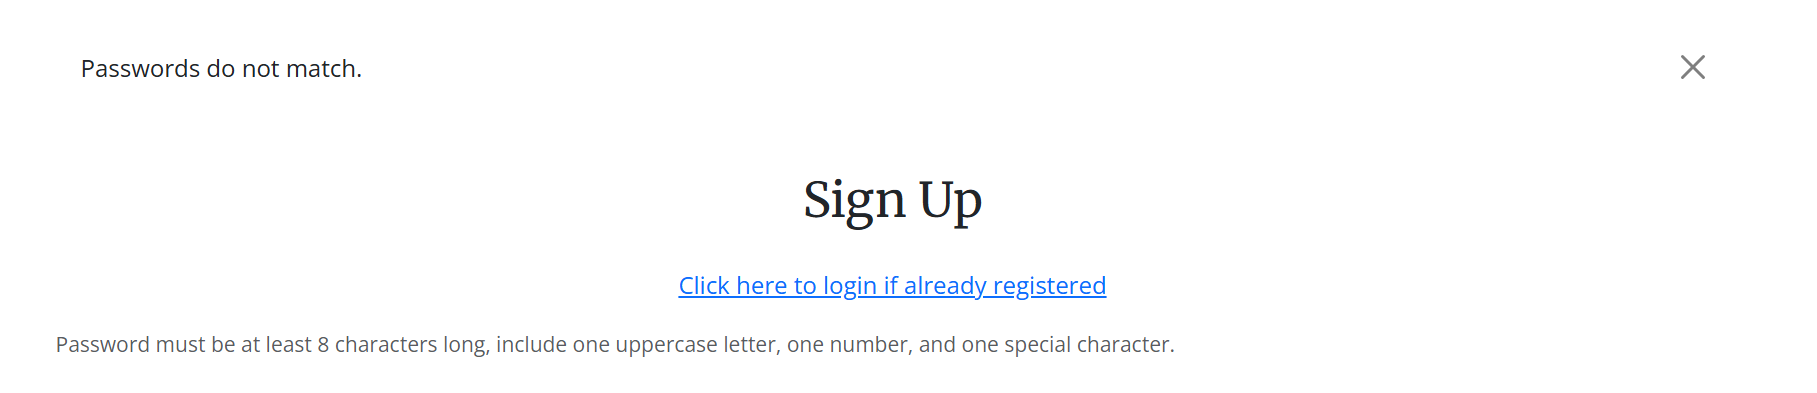 Passwords do not match.
Sign Up
Click here to login if already registered
Password must be at least 8 characters long, include one uppercase letter, one number, and one special character.